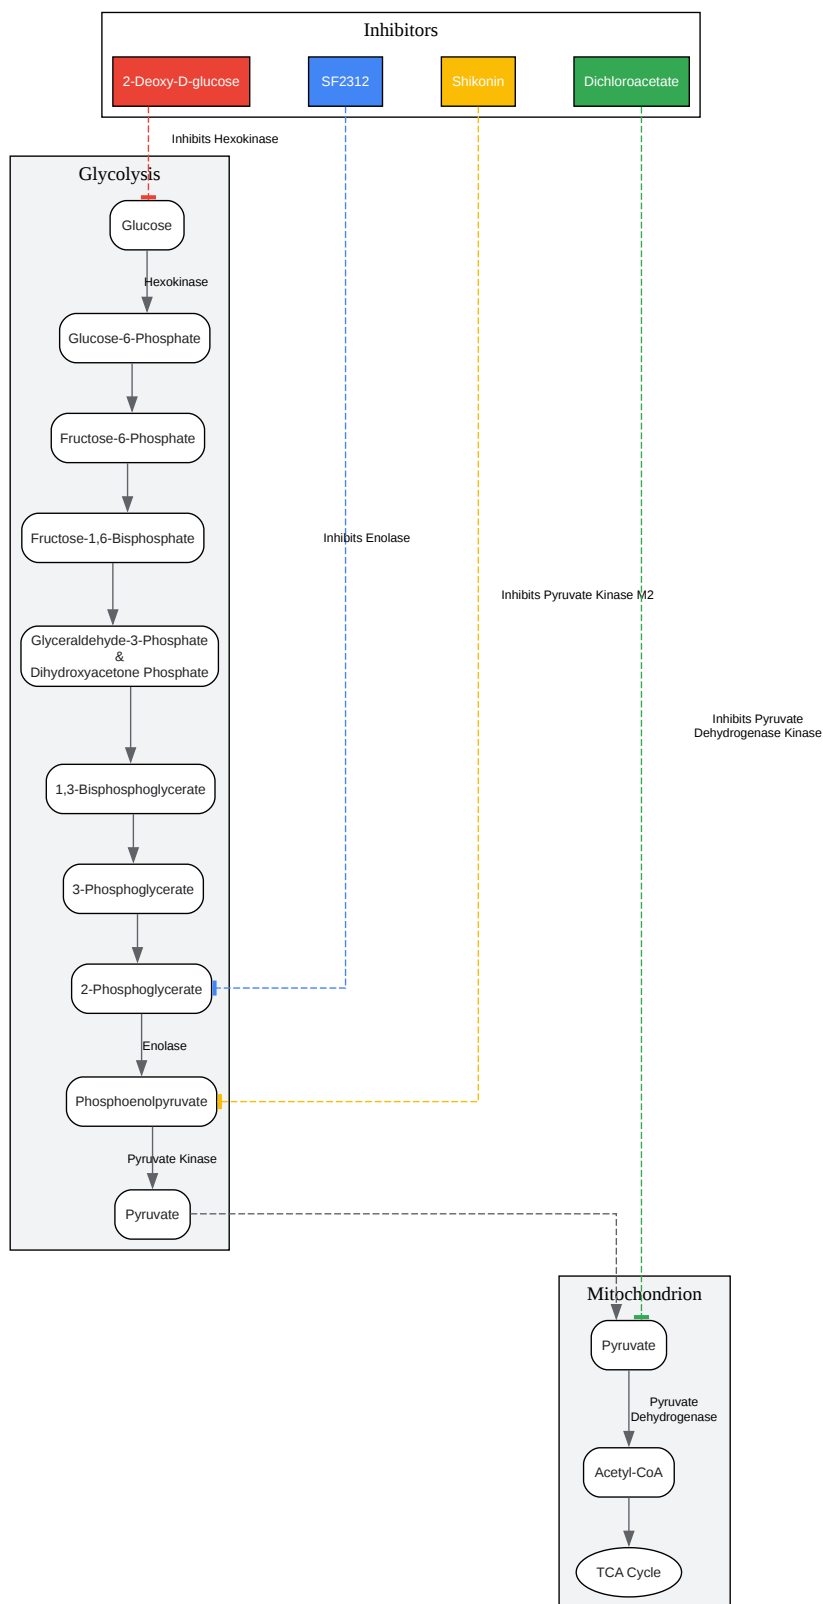 Inhibitors
2-Deoxy-D-glucose
SF2312
Shikonin
Dichloroacetate
Inhibits Hexokinase
Glycolysis
Glucose
Hexokinase
Glucose-6-Phosphate
Fructose-6-Phosphate
Fructose-1,6-Bisphosphate
Inhibits Enolase
Inhibits Pyruvate Kinase M2
Glyceraldehyde-3-Phosphate
&
Dihydroxyacetone Phosphate
Inhibits Pyruvate
Dehydrogenase Kinase
1,3-Bisphosphoglycerate
3-Phosphoglycerate
2-Phosphoglycerate
Enolase
Phosphoenolpyruvate
Pyruvate Kinase
Pyruvate
Mitochondrion
Pyruvate
Pyruvate
Dehydrogenase
Acetyl-CoA
TCA Cycle